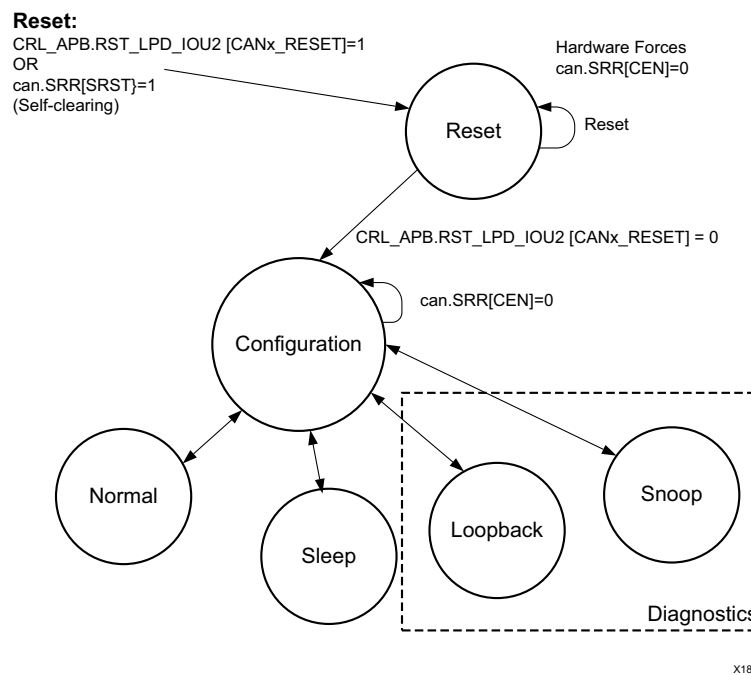 Reset:
CRL_APB.RST_LPD_IOU2 [CANx_RESET]=1
OR
can.SRR[SRST}=1
(Self-clearing)
Hardware Forces
can.SRR[CEN]=0
Reset
Reset
CRL_APB.RST_LPD_IOU2 [CANx_RESET] = 0
can.SRR[CEN]=0
Configuration
Normal
Sleep
Loopback
Snoop
Diagnostics
X18